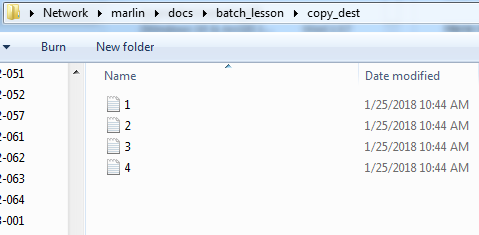 Network ▸ marlin ▸ docs ▸ batch_lesson ▸ copy_dest
Burn New folder
Name Date modified
1 1/25/2018 10:44 AM
2 1/25/2018 10:44 AM
3 1/25/2018 10:44 AM
4 1/25/2018 10:44 AM
2-051
2-052
2-057
2-061
2-062
2-063
2-064
3-001